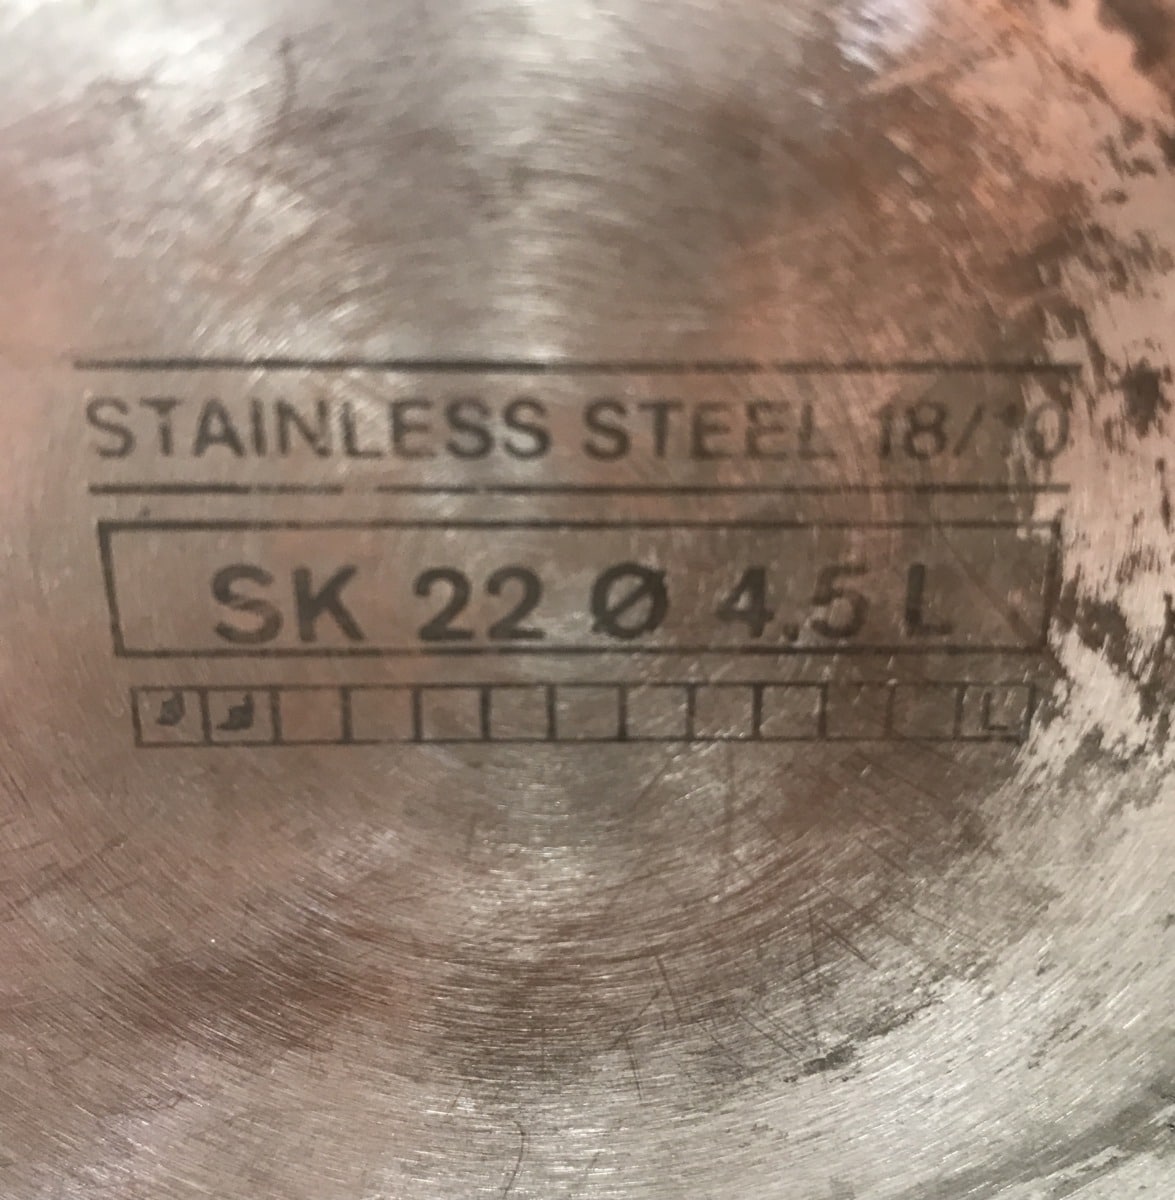 STAINLESS STEEL 18/10
SK 22 Ø 4.5 L